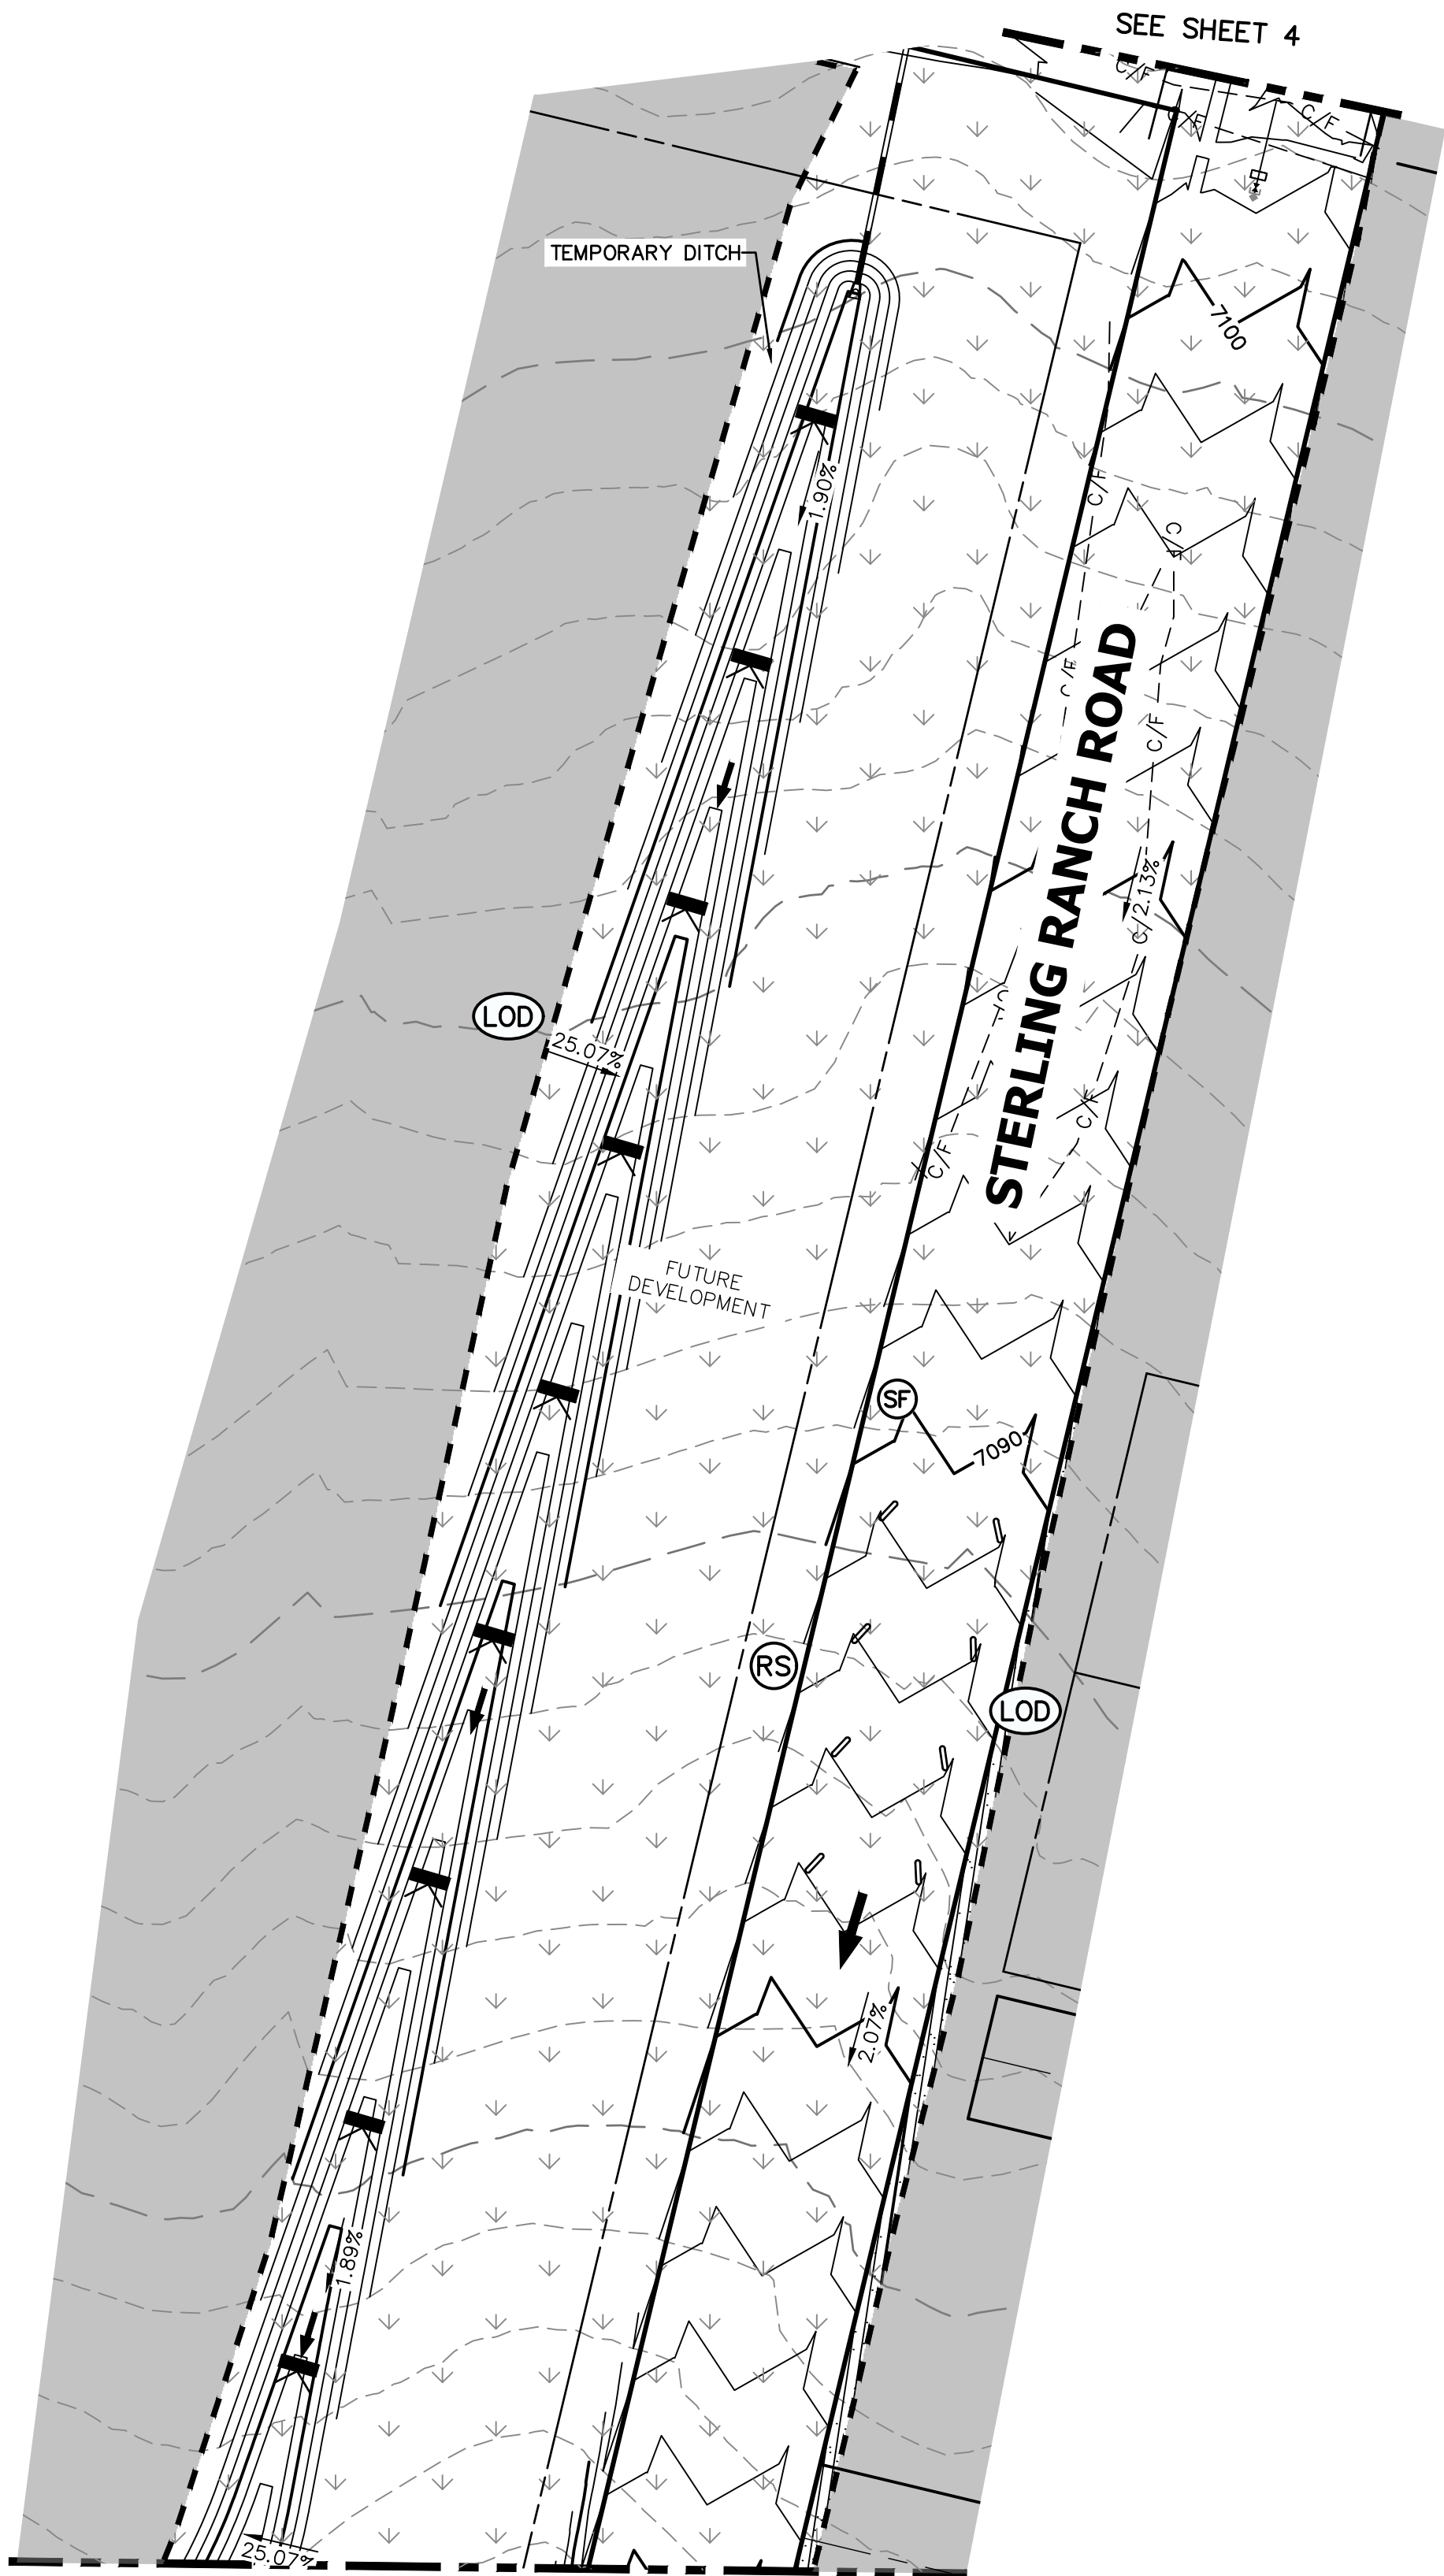 SEE SHEET 4
C/F
C/F
C/F
TEMPORARY DITCH
7100
1.90%
C/F
C/F
C/F
C/F
STERLING RANCH ROAD
2.13%
C/
LOD
25.07%
C/F
C/F
FUTURE
DEVELOPMENT
SF
7090
RS
LOD
2.07%
1.89%
25.07%